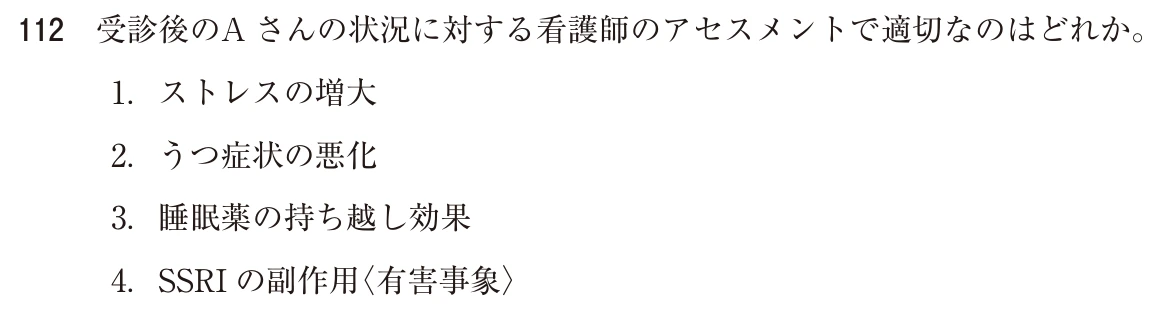 112 受診後のA さんの状況に対する看護師のアセスメントで適切なのはどれか。
1. ストレスの増大
2. うつ症状の悪化
3. 睡眠薬の持ち越し効果
4. SSRI の副作用〈有害事象〉